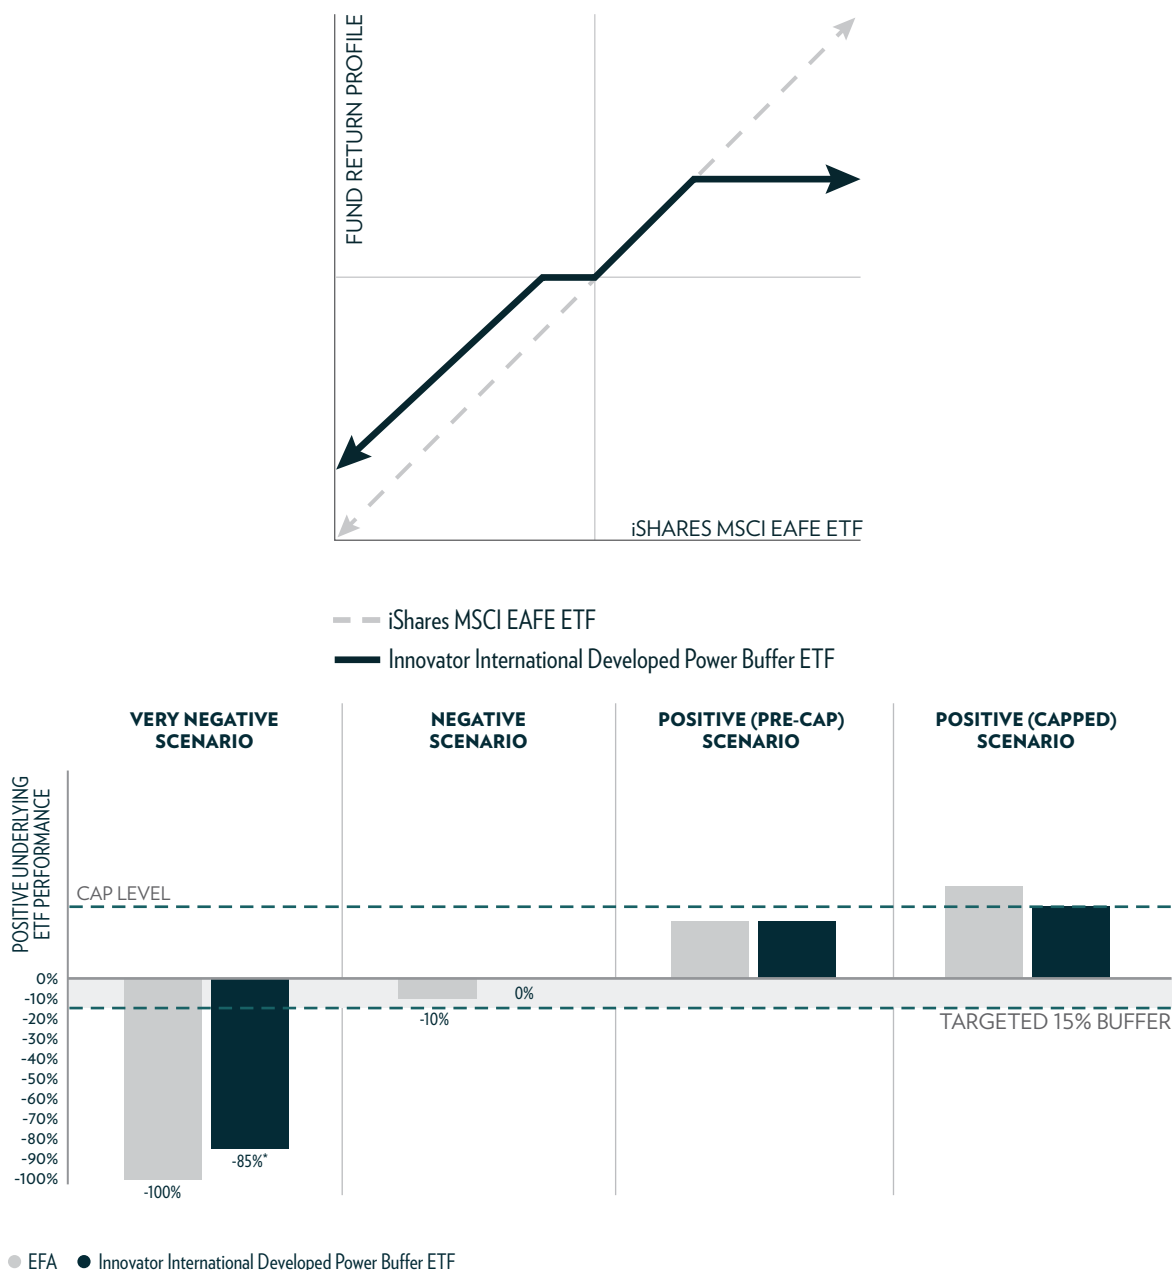 FUND RETURN PROFILE
iSHARES MSCI EAFE ETF
iShares MSCI EAFE ETF
Innovator International Developed Power Buffer ETF
VERY NEGATIVE
SCENARIO
NEGATIVE
SCENARIO
POSITIVE (PRE-CAP)
SCENARIO
POSITIVE (CAPPED)
SCENARIO
POSITIVE UNDERLYING
ETF PERFORMANCE
CAP LEVEL
0%
-10%
-20%
-30%
-40%
-50%
-60%
-70%
-80%
-90%
-100%
-100%
-85%*
-10%
0%
TARGETED 15% BUFFER
EFA
Innovator International Developed Power Buffer ETF